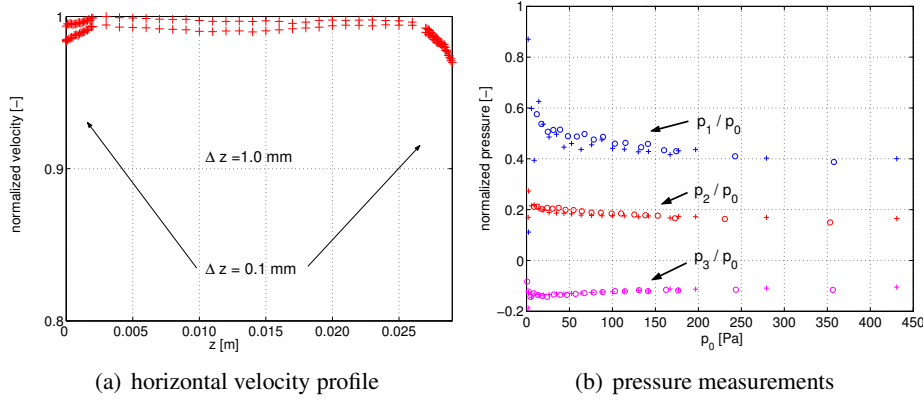 1
0.9
0.8
normalized velocity [-]
Δ z =1.0 mm
Δ z = 0.1 mm
0 0.005 0.01 0.015 0.02 0.025
z [m]
(a) horizontal velocity profile
1
0.8
0.6
0.4
0.2
0
−0.2
normalized pressure [-]
p1 / p0
p2 / p0
p3 / p0
0 50 100 150 200 250 300 350 400 450
p0 [Pa]
(b) pressure measurements